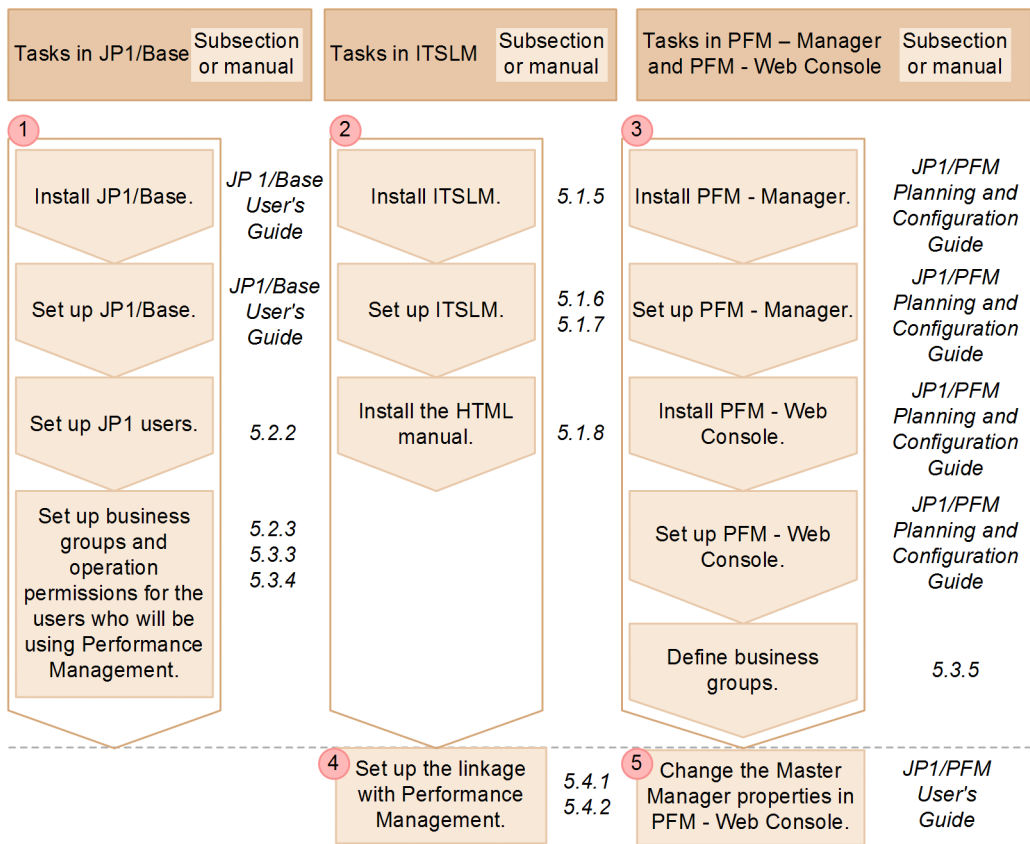 Tasks in JP1/Base
Subsection
or manual
Tasks in ITSLM
Subsection
or manual
Tasks in PFM – Manager
and PFM - Web Console
Subsection
or manual
1
Install JP1/Base.
JP 1/Base
User's
Guide
Set up JP1/Base.
JP1/Base
User's
Guide
Set up JP1 users.
5.2.2
Set up business
groups and
operation
permissions for the
users who will be
using Performance
Management.
5.2.3
5.3.3
5.3.4
2
Install ITSLM.
5.1.5
Set up ITSLM.
5.1.6
5.1.7
Install the HTML
manual.
5.1.8
3
Install PFM - Manager.
JP1/PFM
Planning and
Configuration
Guide
Set up PFM - Manager.
JP1/PFM
Planning and
Configuration
Guide
Install PFM - Web
Console.
JP1/PFM
Planning and
Configuration
Guide
Set up PFM - Web
Console.
JP1/PFM
Planning and
Configuration
Guide
Define business
groups.
5.3.5
4
Set up the linkage
with Performance
Management.
5.4.1
5.4.2
5
Change the Master
Manager properties in
PFM - Web Console.
JP1/PFM
User's
Guide